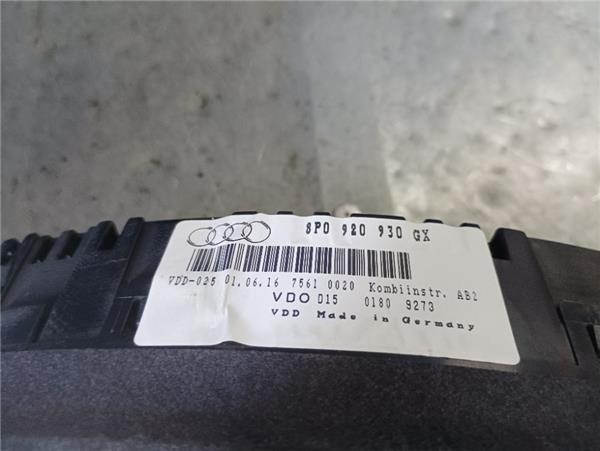 8P0 920 930 GX
VDD-025 01.06.16 7561 0020 Kombiinstr. AB2
VDO D15 0180 9273
VDD Made in Germany